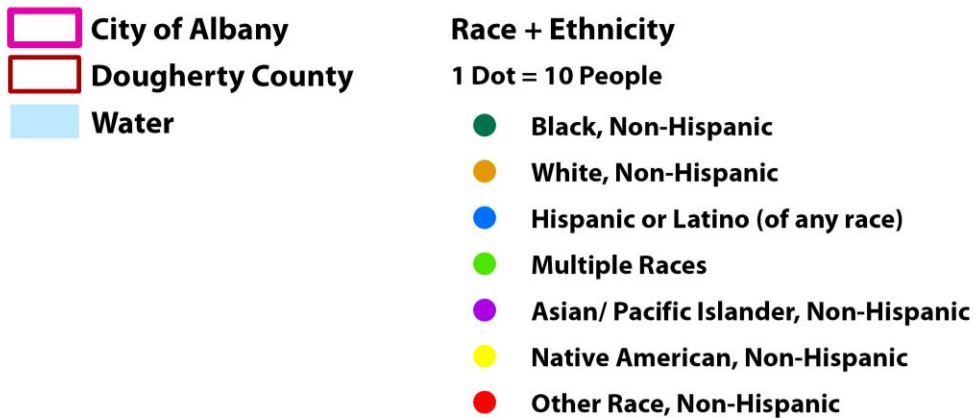 City of Albany
Dougherty County
Water
Race + Ethnicity
1 Dot = 10 People
Black, Non-Hispanic
White, Non-Hispanic
Hispanic or Latino (of any race)
Multiple Races
Asian/ Pacific Islander, Non-Hispanic
Native American, Non-Hispanic
Other Race, Non-Hispanic